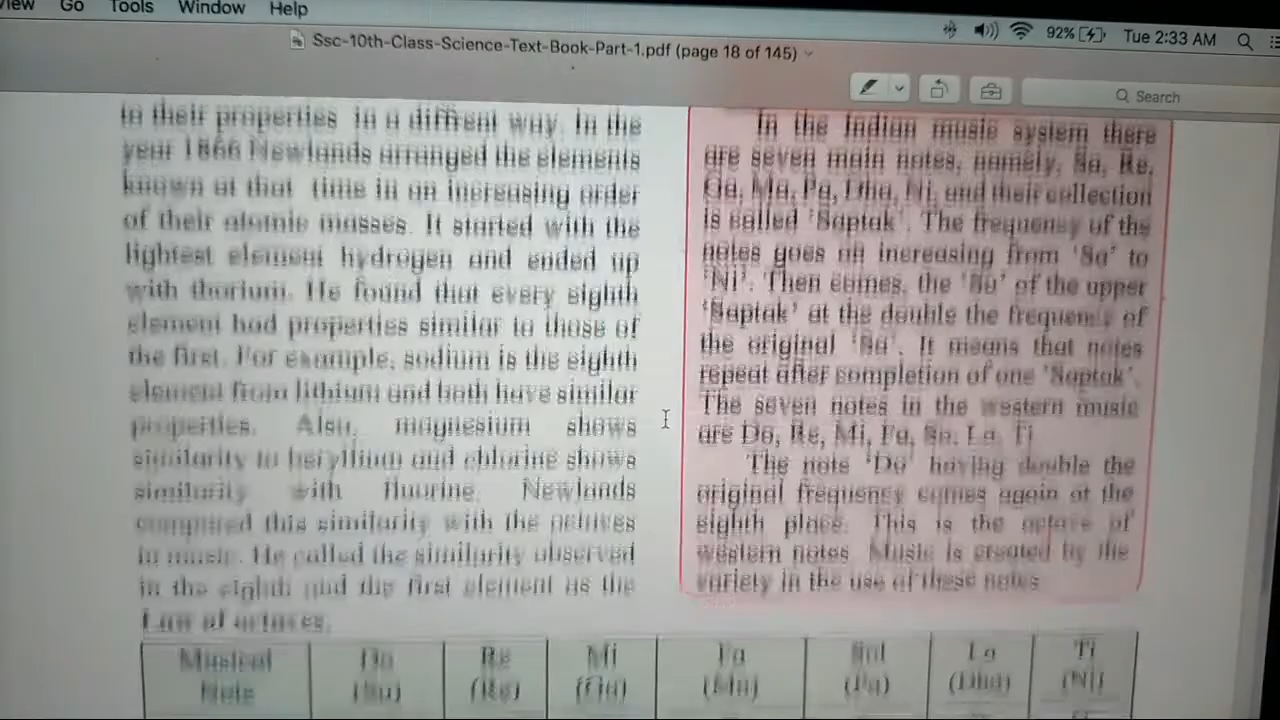 View Go Tools Window Help
92% Tue 2:33 AM
Ssc-10th-Class-Science-Text-Book-Part-1.pdf (page 18 of 145)
Search
in their properties in a diffrent way. In the
year 1866 Newlands arranged the elements
known at that time in an increasing order
of their atomic masses. It started with the
lightest element hydrogen and ended up
with thorium. He found that every eighth
element had properties similar to those of
the first. For example, sodium is the eighth
element from lithium and both have similar
properties. Also, magnesium shows
similarity to beryllium and chlorine shows
similarity with fluorine. Newlands
compared this similarity with the octaves
in music. He called the similarity observed
in the eighth and the first element as the
Law of octaves.
In the Indian music system there
are seven main notes, namely, Sa, Re,
Ga, Ma, Pa, Dha, Ni, and their collection
is called 'Saptak'. The frequency of the
notes goes on increasing from 'Sa' to
'Ni'. Then comes, the 'Sa' of the upper
'Saptak' at the double the frequency of
the original 'Sa'. It means that notes
repeat after completion of one 'Saptak'.
The seven notes in the western music
are Do, Re, Mi, Fa, So, La, Ti
The note 'Do' having double the
original frequency comes again at the
eighth place. This is the octave of
western notes. Music is created by the
variety in the use of these notes
Musical Do Re Mi Fa Sol La Ti
Note (Sa) (Re) (Ga) (Ma) (Pa) (Dha) (Ni)